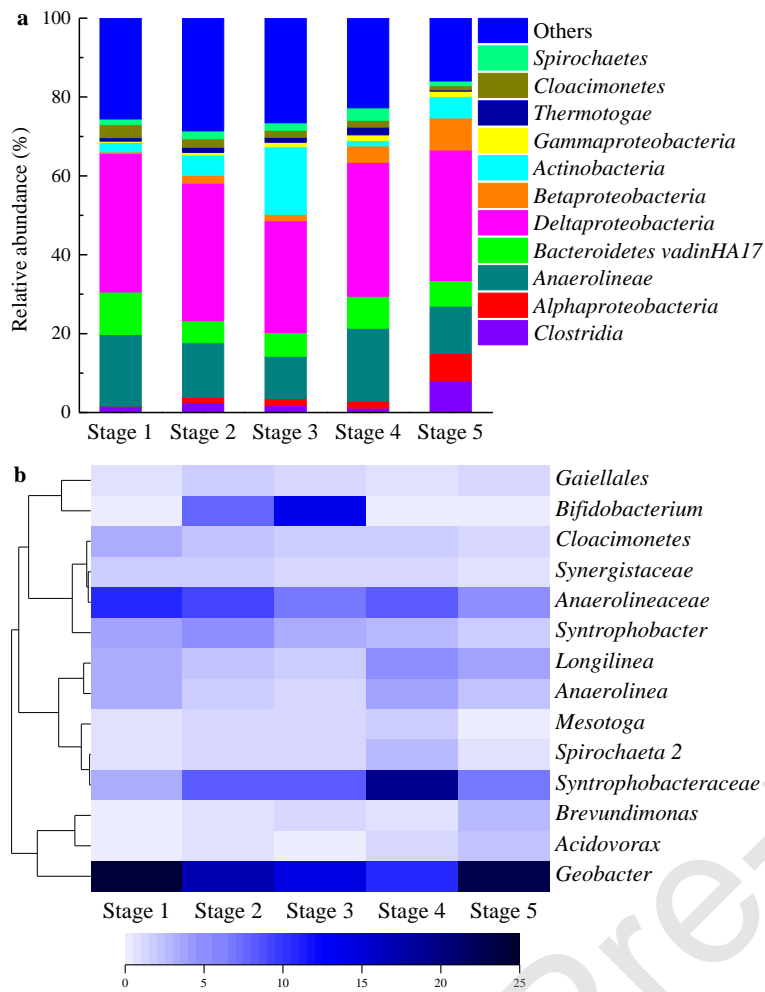 a
Relative abundance (%)
100
80
60
40
20
0
Stage 1 Stage 2 Stage 3 Stage 4 Stage 5
Others
Spirochaetes
Cloacimonetes
Thermotogae
Gammaproteobacteria
Actinobacteria
Betaproteobacteria
Deltaproteobacteria
Bacteroidetes vadinHA17
Anaerolineae
Alphaproteobacteria
Clostridia
b
Gaiellales
Bifidobacterium
Cloacimonetes
Synergistaceae
Anaerolineaceae
Syntrophobacter
Longilinea
Anaerolinea
Mesotoga
Spirochaeta 2
Syntrophobacteraceae
Brevundimonas
Acidovorax
Geobacter
Stage 1 Stage 2 Stage 3 Stage 4 Stage 5
0 5 10 15 20 25
Pre-